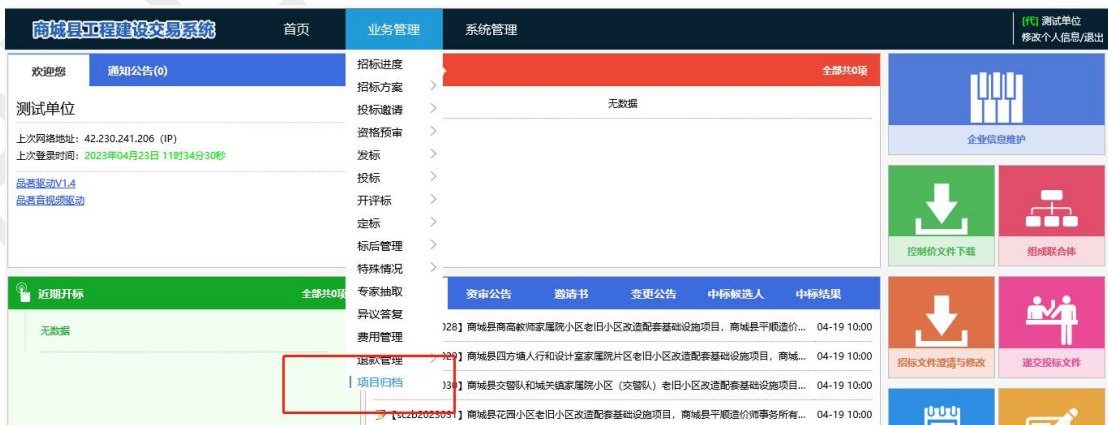 商城县工程建设交易系统
首页
业务管理
系统管理
[代] 测试单位
修改个人信息/退出
欢迎您
通知公告(0)
测试单位
上次网络地址：42.230.241.206 (IP)
上次登录时间：2023年04月23日 11时34分30秒
品茗驱动V1.4
品茗音视频驱动
招标进度
招标方案
投标邀请
资格预审
发标
投标
开评标
定标
标后管理
特殊情况
专家抽取
异议答复
费用管理
退款管理
项目归档
全部共0项
无数据
企业信息维护
控制价文件下载
组成联合体
招标文件澄清与修改
递交投标文件
近期开标
全部共0项
无数据
资审公告
邀请书
变更公告
中标候选人
中标结果
028】商城县商高教师家属院小区老旧小区改造配套基础设施项目，商城县平顺造价... 04-19 10:00
029】商城县四方塘人行和设计室家属院片区老旧小区改造配套基础设施项目，商城... 04-19 10:00
030】商城县交警队和城关镇家属院小区（交警队）老旧小区改造配套基础设施项目... 04-19 10:00
【sczb2023031】商城县花园小区老旧小区改造配套基础设施项目，商城县平顺造价师事务所有... 04-19 10:00